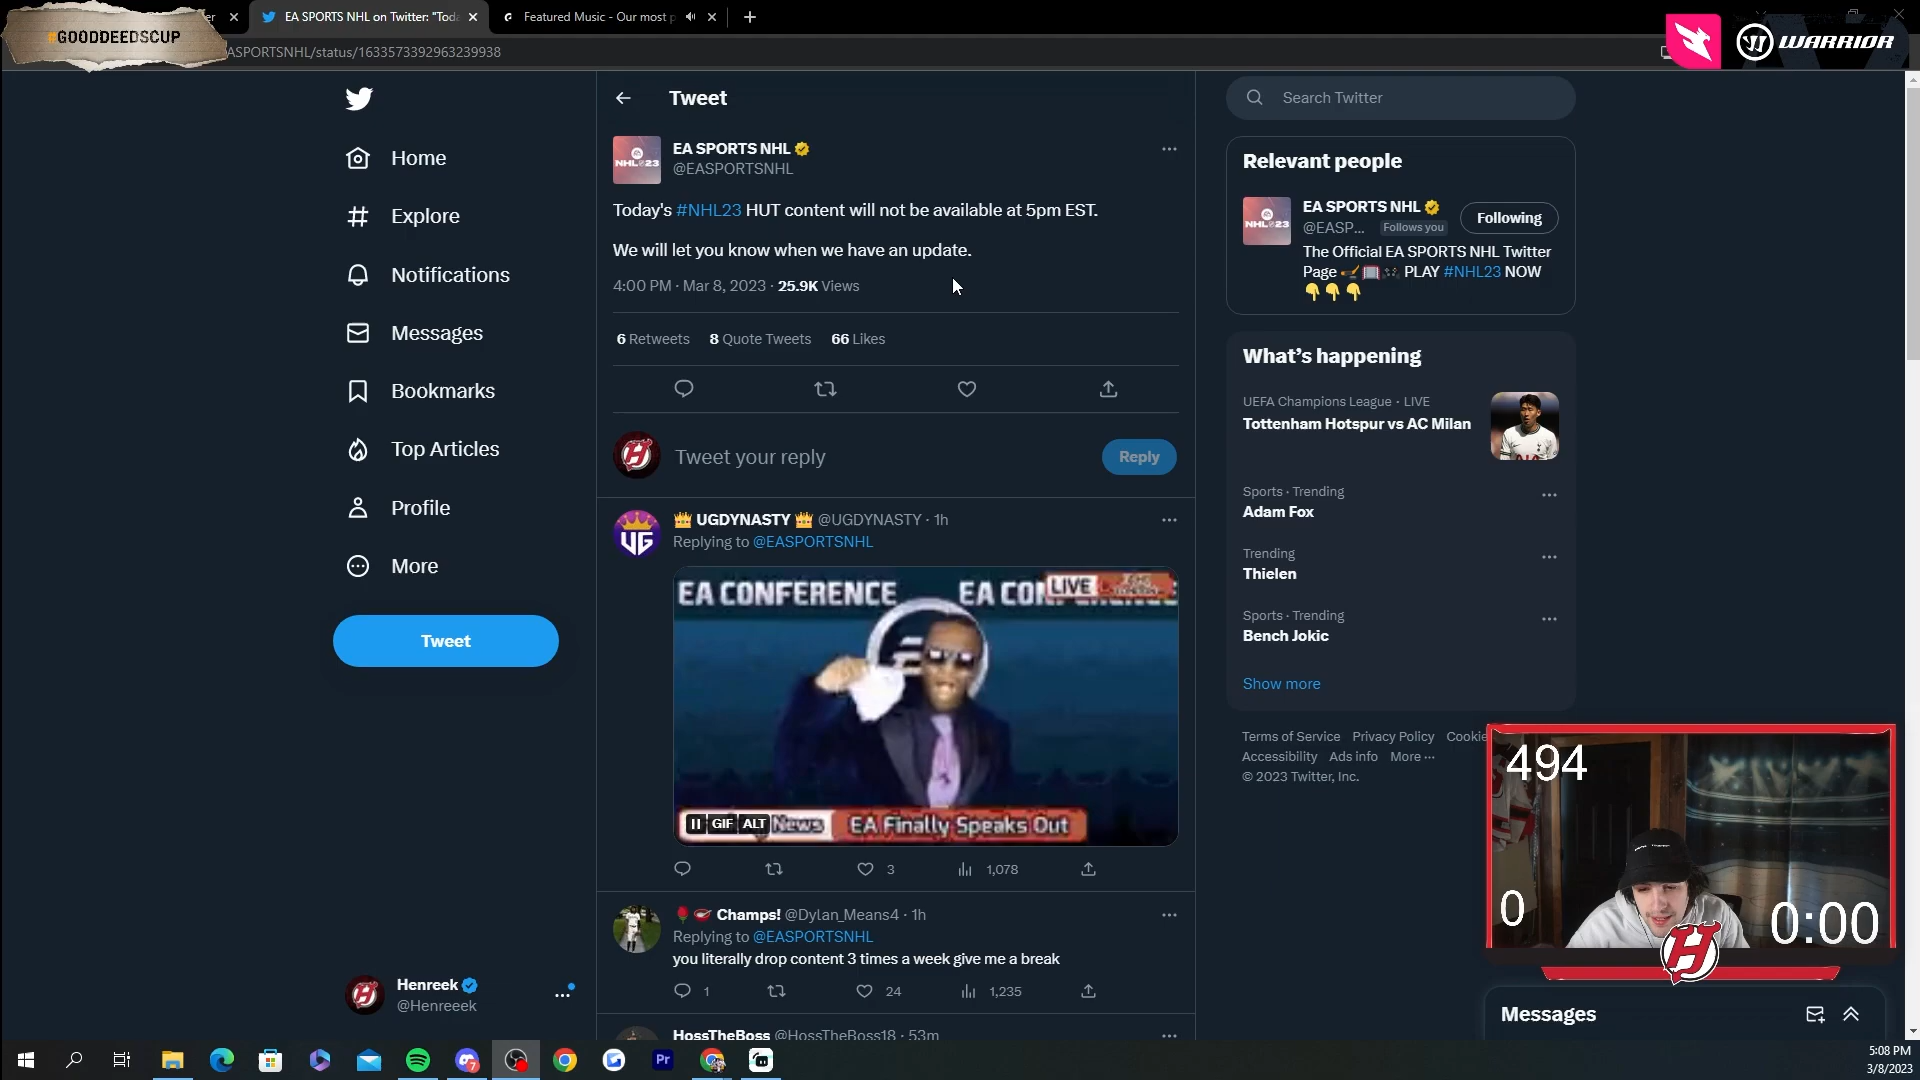 #GOODDEEDSCUP
EA SPORTS NHL on Twitter: "Toda
Featured Music - Our most p
ASPORTSNHL/status/1633573392963239938
WARRIOR
Home
Explore
Notifications
Messages
Bookmarks
Top Articles
Profile
More
Tweet
Henreek
@Henreeek
Tweet
NHL 23
EA SPORTS NHL
@EASPORTSNHL
Today's #NHL23 HUT content will not be available at 5pm EST.
We will let you know when we have an update.
4:00 PM · Mar 8, 2023 · 25.9K Views
6 Retweets 8 Quote Tweets 66 Likes
Tweet your reply
Reply
UG
UGDYNASTY @UGDYNASTY · 1h
Replying to @EASPORTSNHL
EA CONFERENCE
LIVE
GIF
ALT
News
EA Finally Speaks Out
3
1,078
Champs! @Dylan_Means4 · 1h
Replying to @EASPORTSNHL
you literally drop content 3 times a week give me a break
1
24
1,235
HossTheBoss @HossTheBoss18 · 53m
Search Twitter
Relevant people
NHL 23
EA SPORTS NHL
@EASP... Follows you
Following
The Official EA SPORTS NHL Twitter
Page PLAY #NHL23 NOW
What's happening
UEFA Champions League · LIVE
Tottenham Hotspur vs AC Milan
Sports · Trending
Adam Fox
Trending
Thielen
Sports · Trending
Bench Jokic
Show more
Terms of Service Privacy Policy Cookie
Accessibility Ads info More ···
© 2023 Twitter, Inc.
494
0
0:00
H
Messages
7
Pr
5:08 PM
3/8/2023